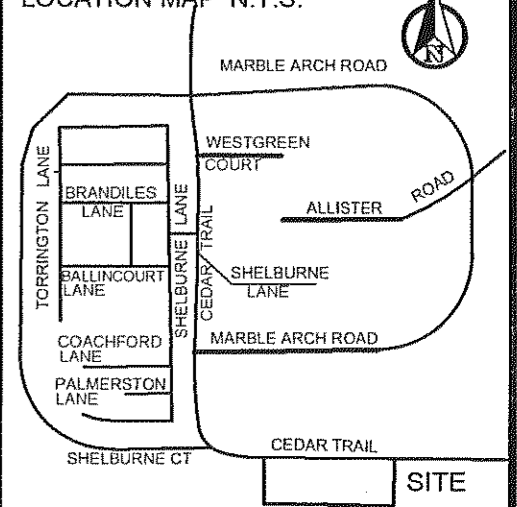 LOCATION MAP N.T.S.
N
MARBLE ARCH ROAD
WESTGREEN
COURT
TORRINGTON LANE
BRANDILES
LANE
SHELBURNE LANE
CEDAR TRAIL
ALLISTER
ROAD
BALLINCOURT
LANE
SHELBURNE
LANE
COACHFORD
LANE
MARBLE ARCH ROAD
PALMERSTON
LANE
SHELBURNE CT
CEDAR TRAIL
SITE